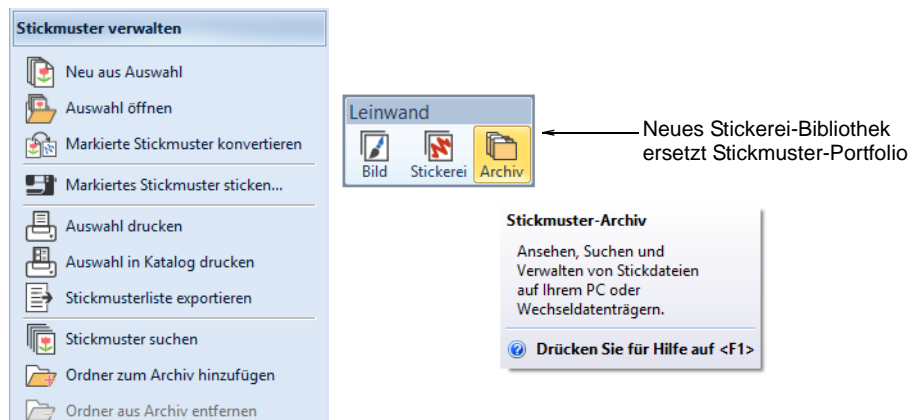 Stickmuster verwalten
Neu aus Auswahl
Auswahl öffnen
Markierte Stickmuster konvertieren
Markiertes Stickmuster sticken...
Auswahl drucken
Auswahl in Katalog drucken
Stickmusterliste exportieren
Stickmuster suchen
Ordner zum Archiv hinzufügen
Ordner aus Archiv entfernen
Leinwand
Bild Stickerei Archiv
Neues Stickerei-Bibliothek
ersetzt Stickmuster-Portfolio
Stickmuster-Archiv
Ansehen, Suchen und
Verwalten von Stickdateien
auf Ihrem PC oder
Wechseldatenträgern.
Drücken Sie für Hilfe auf <F1>